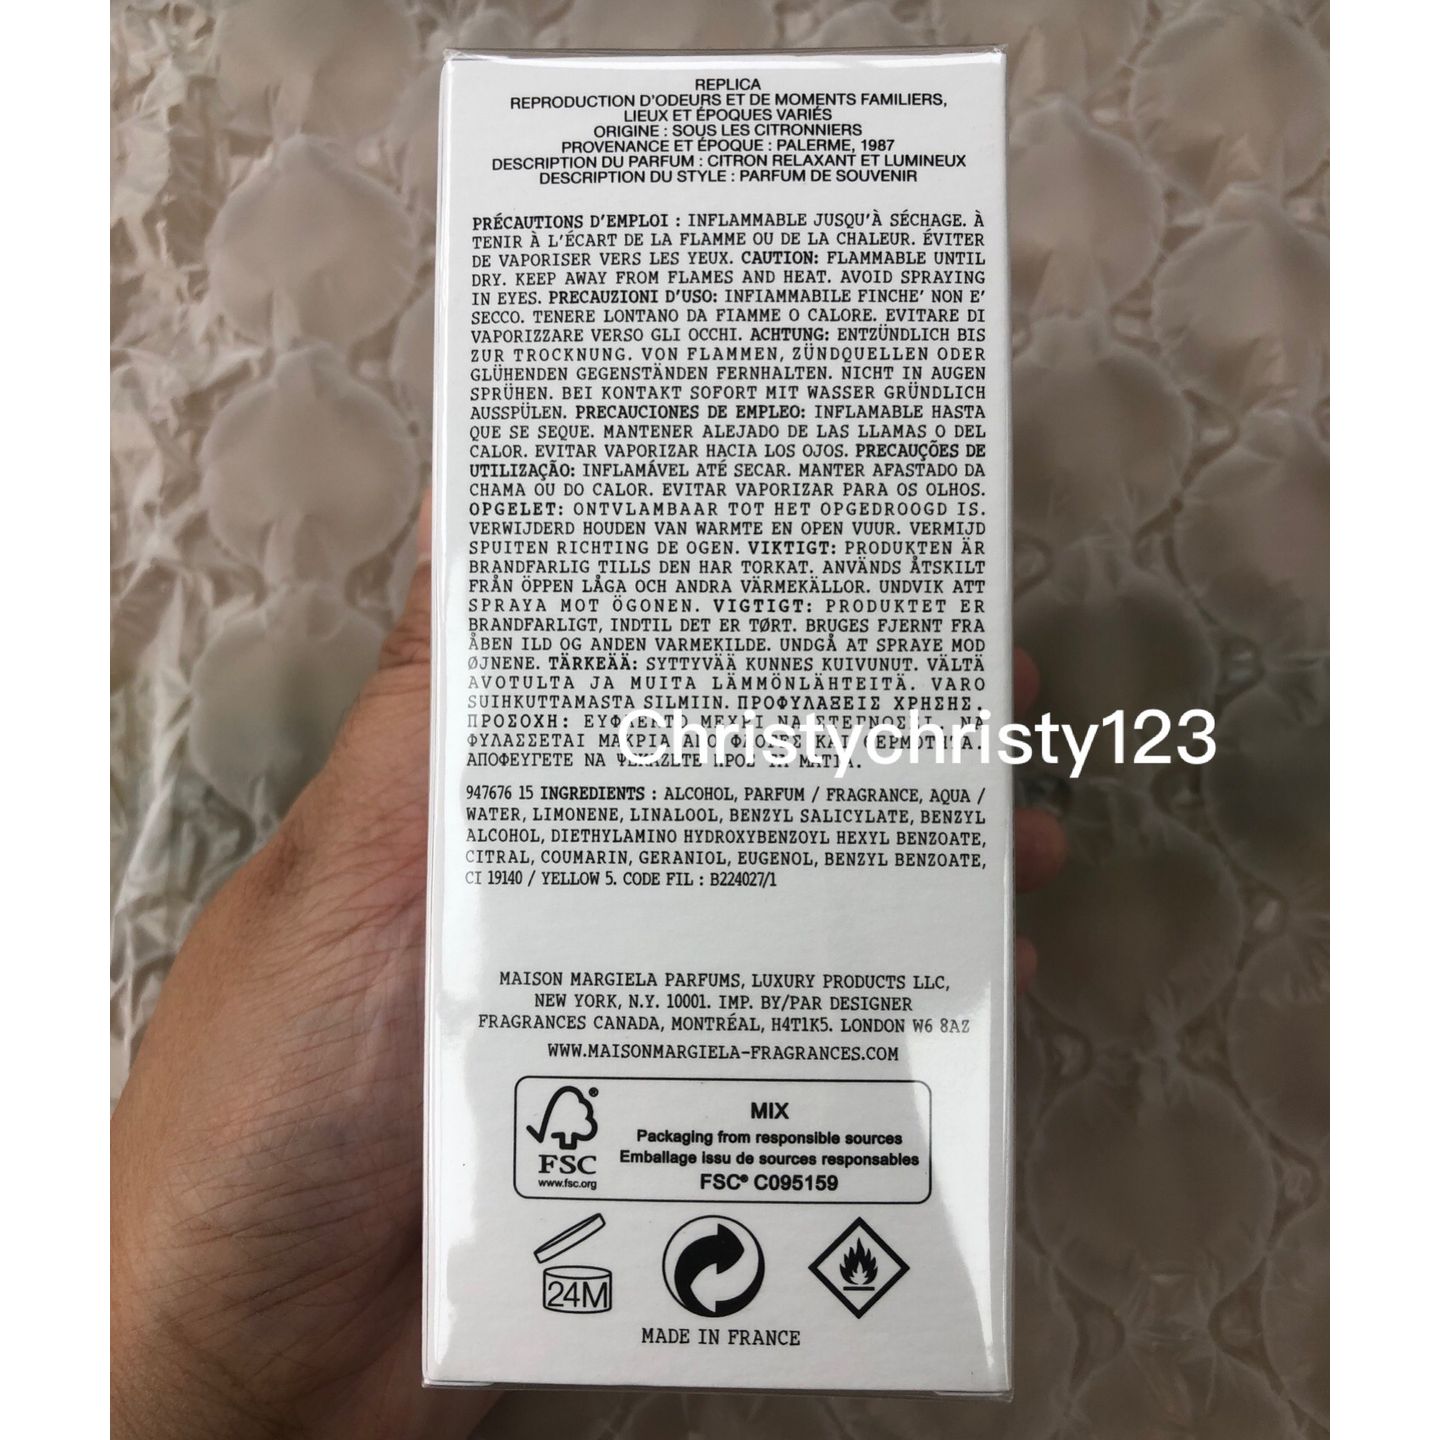 REPLICA
REPRODUCTION D'ODEURS ET DE MOMENTS FAMILIERS,
LIEUX ET ÉPOQUES VARIÉS
ORIGINE : SOUS LES CITRONNIERS
PROVENANCE ET ÉPOQUE : PALERME, 1987
DESCRIPTION DU PARFUM : CITRON RELAXANT ET LUMINEUX
DESCRIPTION DU STYLE : PARFUM DE SOUVENIR
PRÉCAUTIONS D'EMPLOI : INFLAMMABLE JUSQU'À SÉCHAGE. À
TENIR À L'ÉCART DE LA FLAMME OU DE LA CHALEUR. ÉVITER
DE VAPORISER VERS LES YEUX. CAUTION: FLAMMABLE UNTIL
DRY. KEEP AWAY FROM FLAMES AND HEAT. AVOID SPRAYING
IN EYES. PRECAUZIONI D'USO: INFIAMMABILE FINCHE' NON E'
SECCO. TENERE LONTANO DA FIAMME O CALORE. EVITARE DI
VAPORIZZARE VERSO GLI OCCHI. ACHTUNG: ENTZÜNDLICH BIS
ZUR TROCKNUNG. VON FLAMMEN, ZÜNDQUELLEN ODER
GLÜHENDEN GEGENSTÄNDEN FERNHALTEN. NICHT IN AUGEN
SPRÜHEN. BEI KONTAKT SOFORT MIT WASSER GRÜNDLICH
AUSSPÜLEN. PRECAUCIONES DE EMPLEO: INFLAMABLE HASTA
QUE SE SEQUE. MANTENER ALEJADO DE LAS LLAMAS O DEL
CALOR. EVITAR VAPORIZAR HACIA LOS OJOS. PRECAUÇÕES DE
UTILIZAÇÃO: INFLAMÁVEL ATÉ SECAR. MANTER AFASTADO DA
CHAMA OU DO CALOR. EVITAR VAPORIZAR PARA OS OLHOS.
OPGELET: ONTVLAMBAAR TOT HET OPGEDROOGD IS.
VERWIJDERD HOUDEN VAN WARMTE EN OPEN VUUR. VERMIJD
SPUITEN RICHTING DE OGEN. VIKTIGT: PRODUKTEN ÄR
BRANDFARLIG TILLS DEN HAR TORKAT. ANVÄNDS ÅTSKILT
FRÅN ÖPPEN LÅGA OCH ANDRA VÄRMEKÄLLOR. UNDVIK ATT
SPRAYA MOT ÖGONEN. VIGTIGT: PRODUKTET ER
BRANDFARLIGT, INDTIL DET ER TØRT. BRUGES FJERNT FRA
ÅBEN ILD OG ANDEN VARMEKILDE. UNDGÅ AT SPRAYE MOD
ØJNENE. TÄRKEÄÄ: SYTTYVÄÄ KUNNES KUIVUNUT. VÄLTÄ
AVOTULTA JA MUITA LÄMMÖNLÄHTEITÄ. VARO
SUIHKUTTAMASTA SILMIIN. ΠΡΟΦΥΛΑΞΕΙΣ ΧΡΗΣΗΣ.
ΠΡΟΣΟΧΗ: ΜΕΧΡΙ ΝΑ ΝΑ
ΦΥΛΑΣΣΕΤΑΙ ΜΑΚΡΙΑ ΑΠΟ ΦΛΟΓΕΣ ΚΑΙ ΘΕΡΜΟΤΗΤΑ.
ΑΠΟΦΕΥΓΕΤΕ ΝΑ ΨΕΚΑΖΕΤΕ ΠΡΟΣ ΤΑ ΜΑΤΙΑ.
Christychristy123
947676 15 INGREDIENTS : ALCOHOL, PARFUM / FRAGRANCE, AQUA /
WATER, LIMONENE, LINALOOL, BENZYL SALICYLATE, BENZYL
ALCOHOL, DIETHYLAMINO HYDROXYBENZOYL HEXYL BENZOATE,
CITRAL, COUMARIN, GERANIOL, EUGENOL, BENZYL BENZOATE,
CI 19140 / YELLOW 5. CODE FIL : B224027/1
MAISON MARGIELA PARFUMS, LUXURY PRODUCTS LLC,
NEW YORK, N.Y. 10001. IMP. BY/PAR DESIGNER
FRAGRANCES CANADA, MONTRÉAL, H4T1K5. LONDON W6 8AZ
WWW.MAISONMARGIELA-FRAGRANCES.COM
FSC
www.fsc.org
MIX
Packaging from responsible sources
Emballage issu de sources responsables
FSC® C095159
24M
MADE IN FRANCE